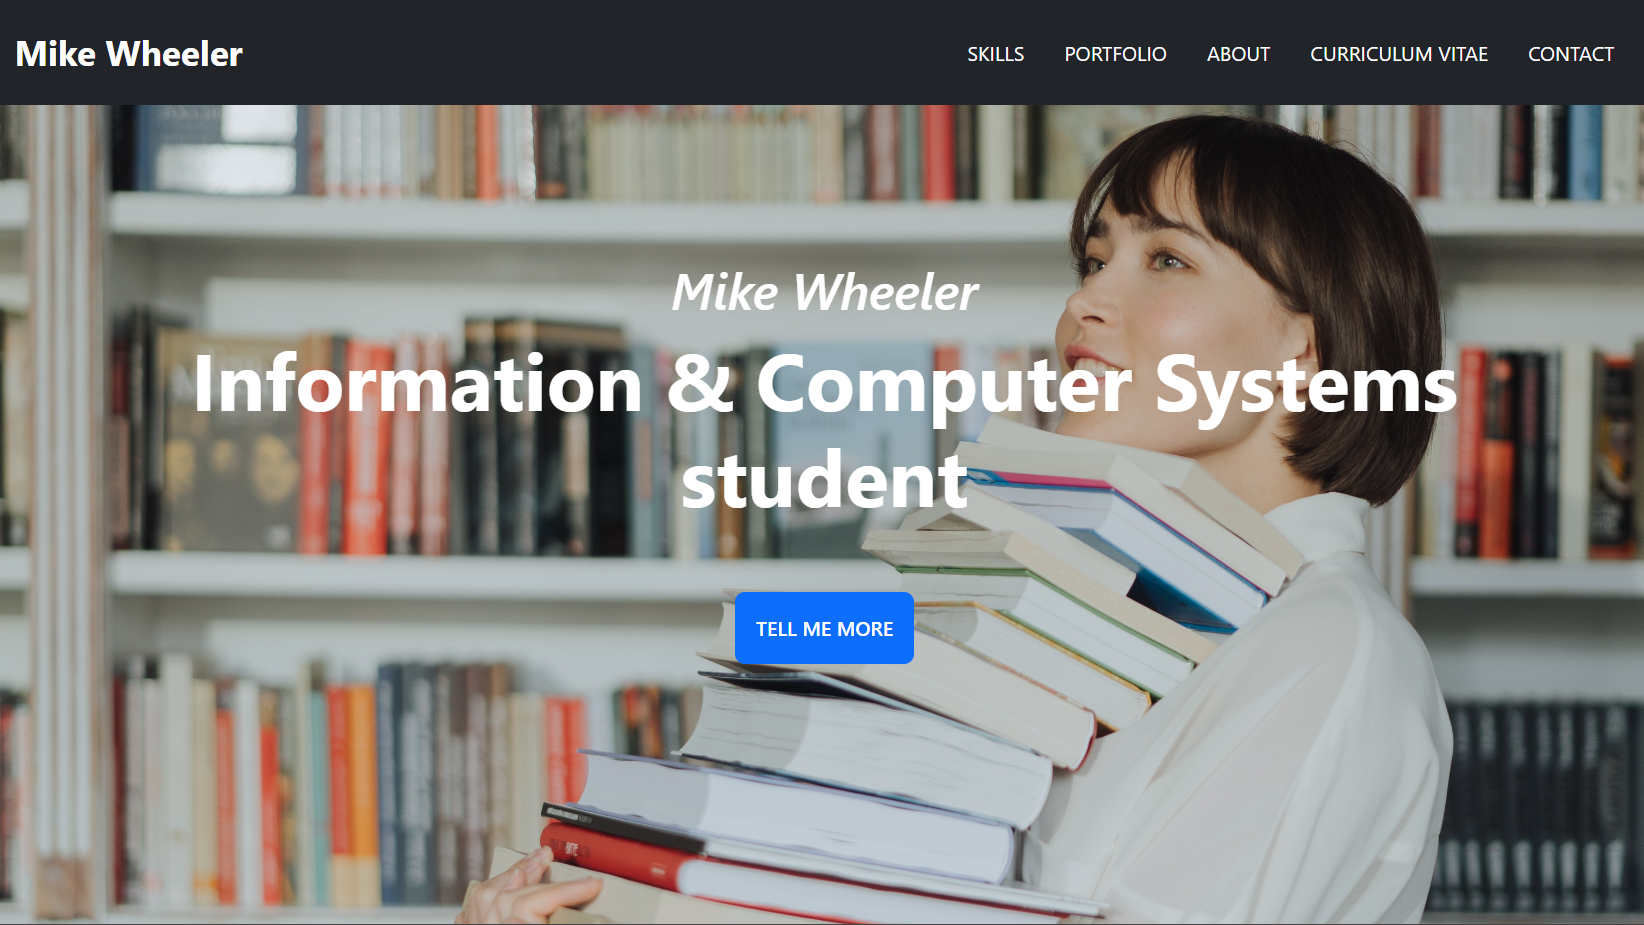 Mike Wheeler
SKILLS PORTFOLIO ABOUT CURRICULUM VITAE CONTACT
Mike Wheeler
Information & Computer Systems
student
TELL ME MORE